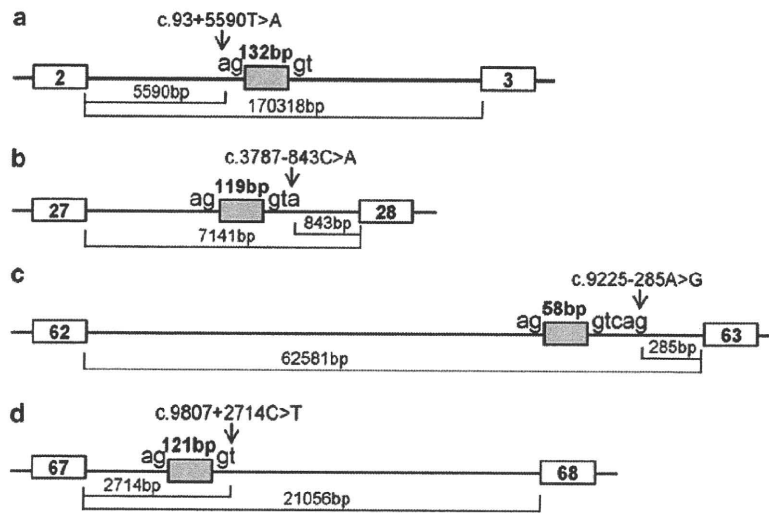 a
c.93+5590T>A
ag 132bp gt
2 3
5590bp
170318bp
b
c.3787-843C>A
ag 119bp gta
27 28
843bp
7141bp
c
c.9225-285A>G
ag 58bp gtcag
62 63
285bp
62581bp
d
c.9807+2714C>T
ag 121bp gt
67 68
2714bp
21056bp